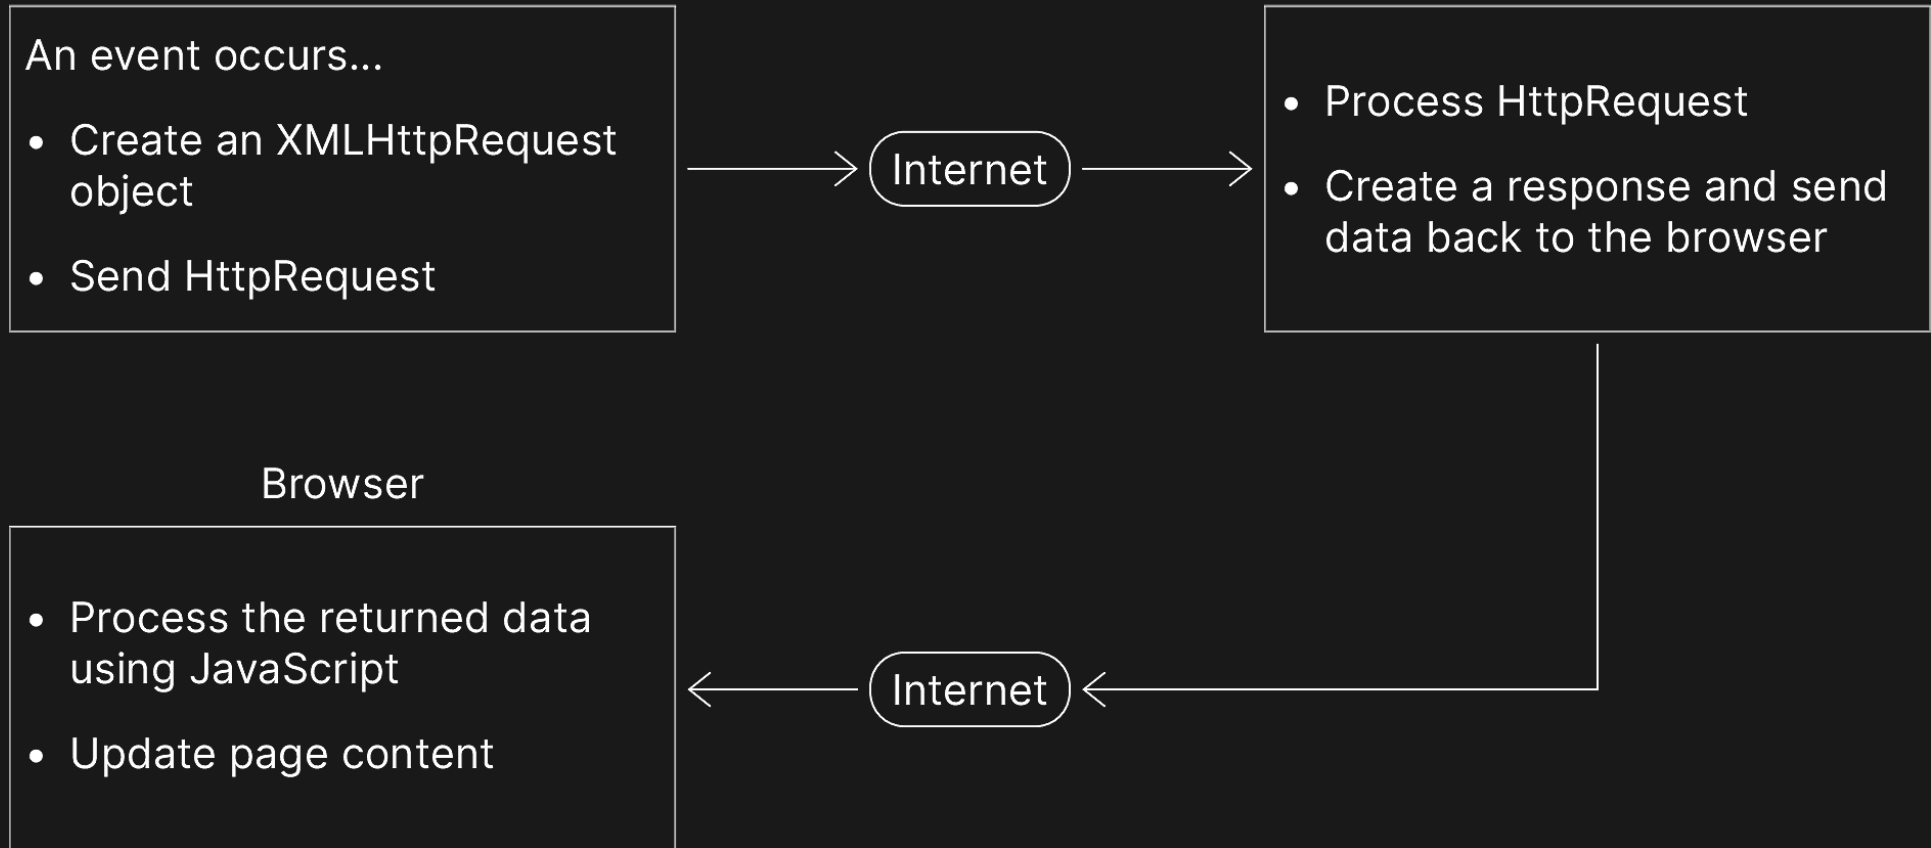 An event occurs...
• Create an XMLHttpRequest
object
• Send HttpRequest
Internet
• Process HttpRequest
• Create a response and send
data back to the browser
Browser
• Process the returned data
using JavaScript
• Update page content
Internet